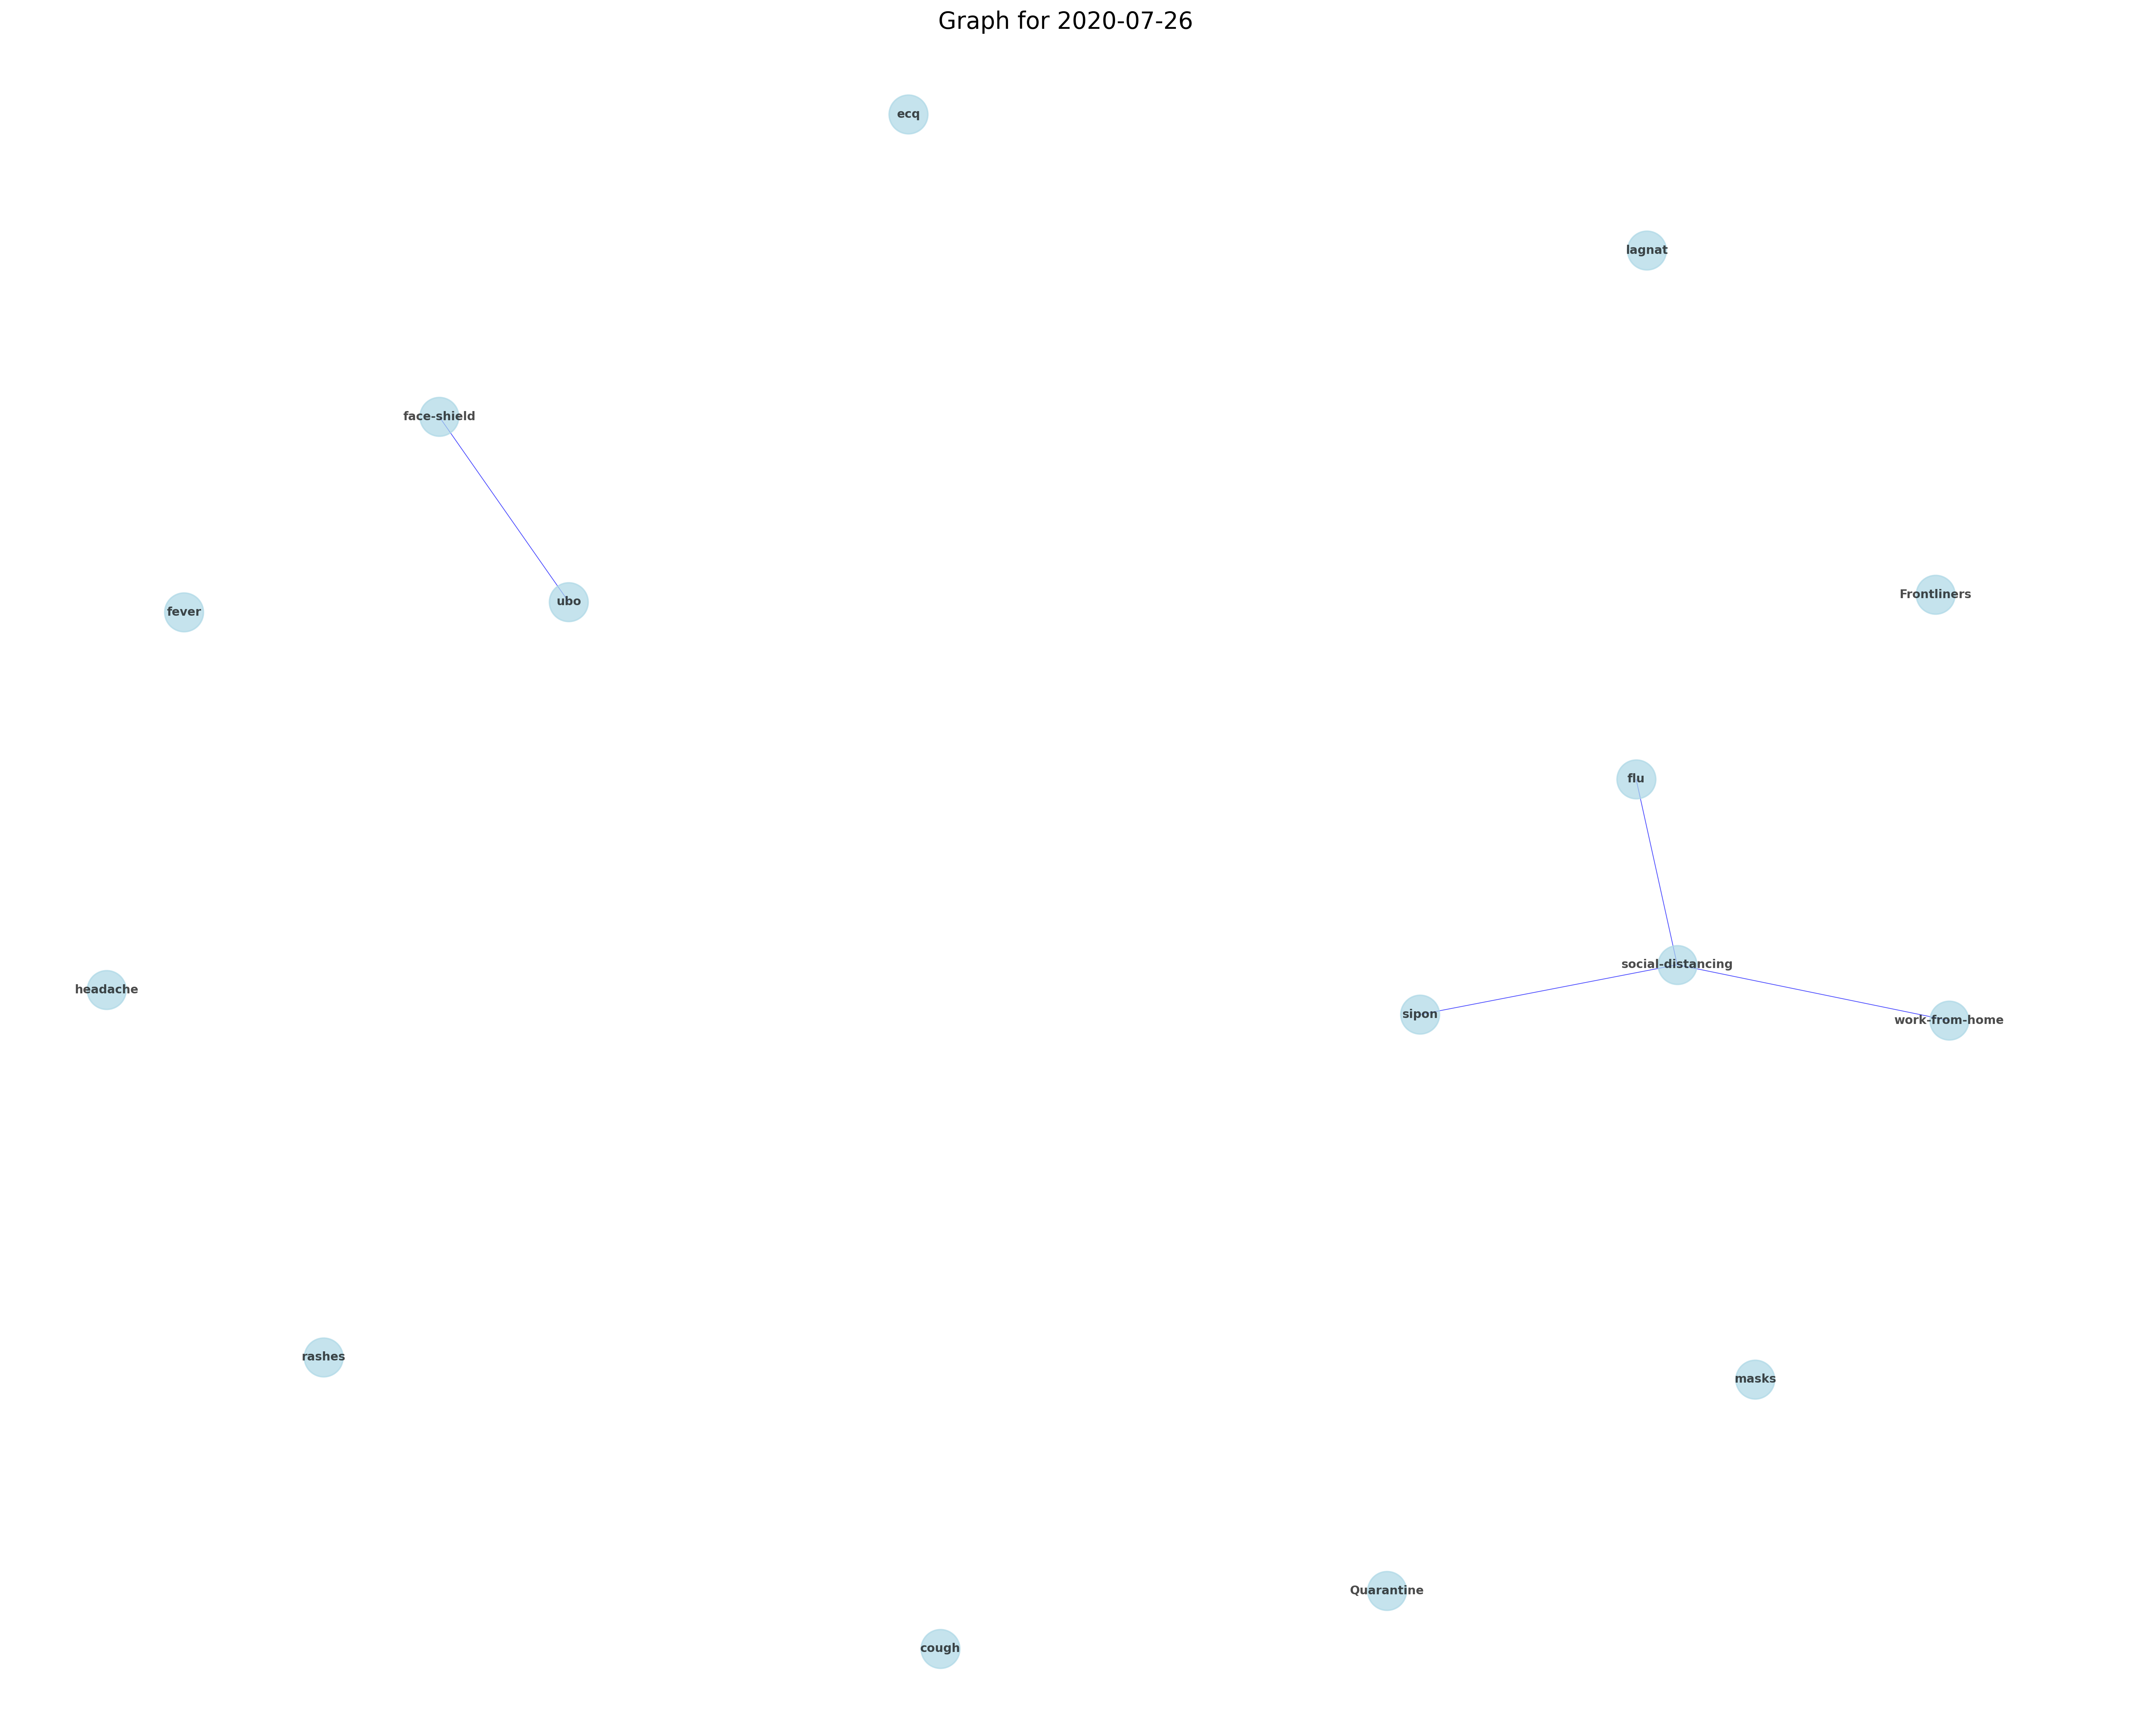 Graph for 2020-07-26
ecq
lagnat
face-shield
Frontliners
ubo
fever
flu
social-distancing
headache
sipon
work-from-home
rashes
masks
Quarantine
cough